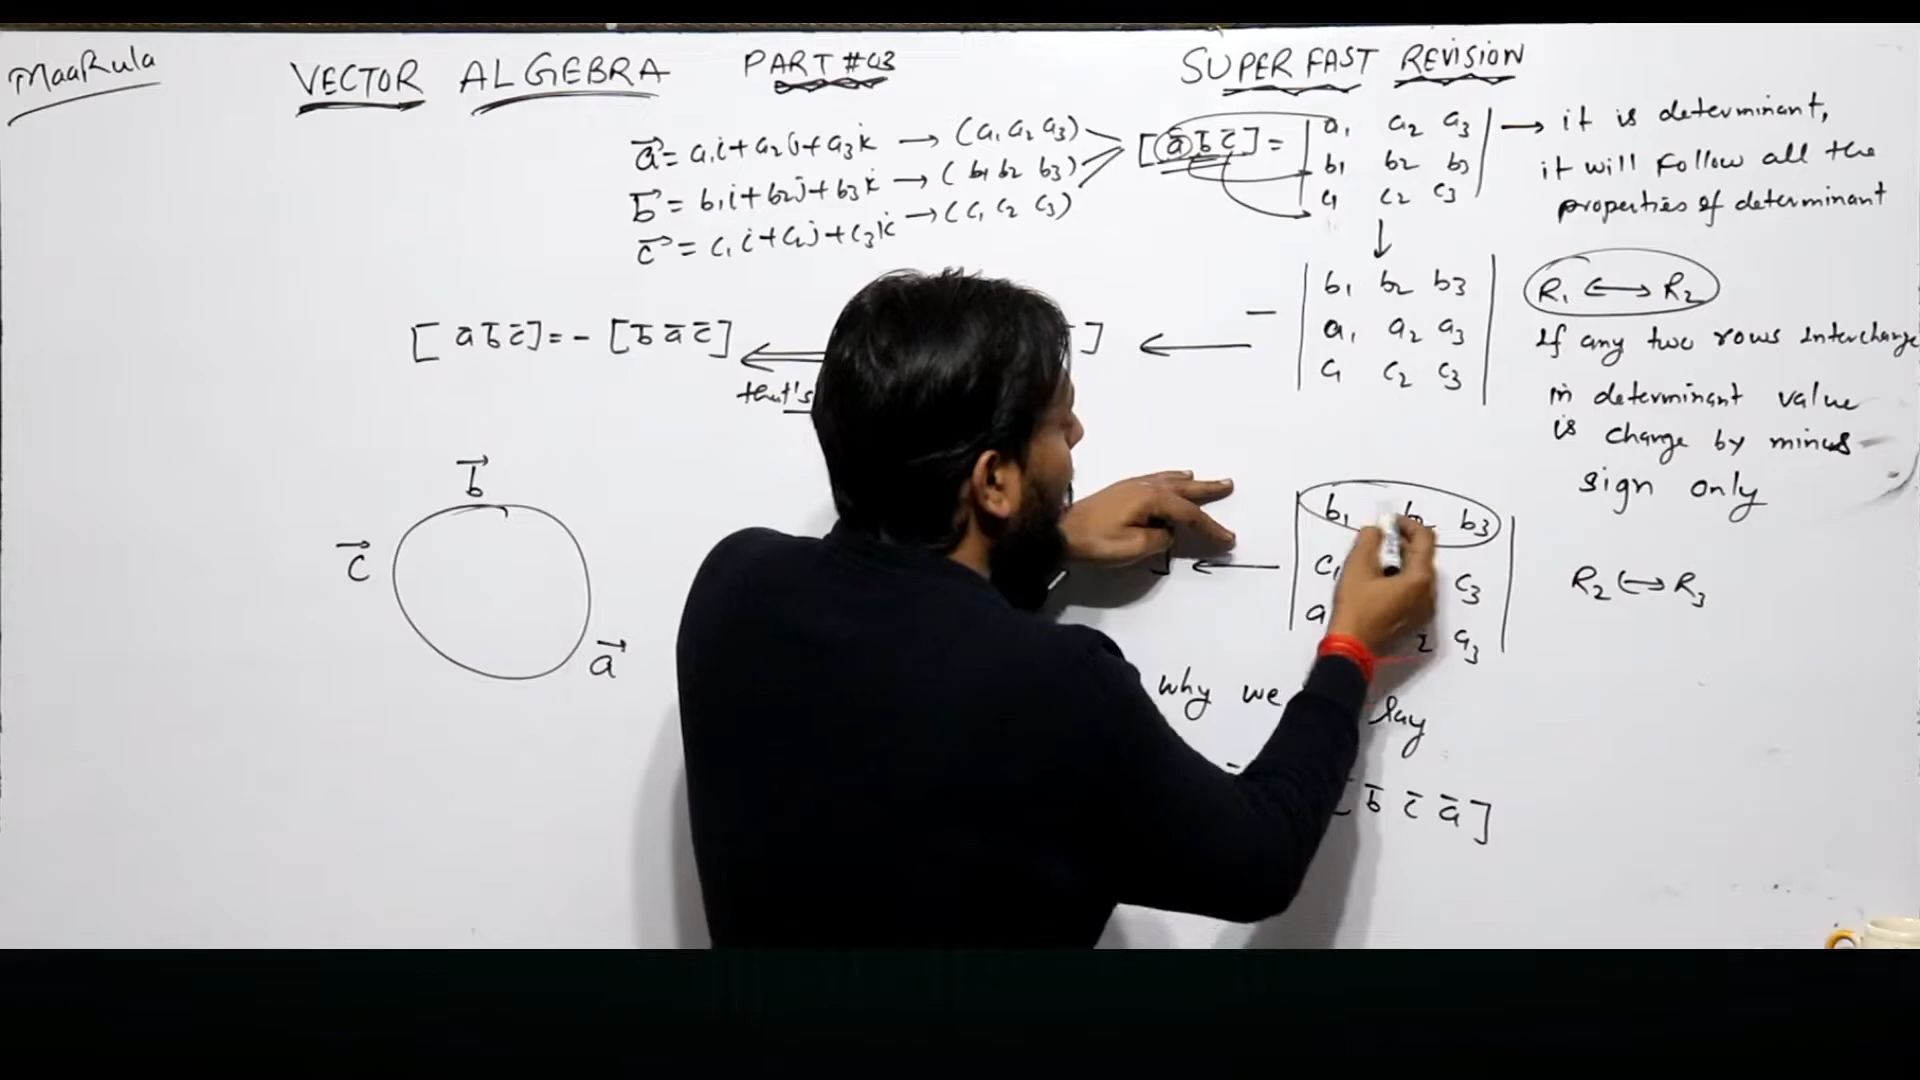 MaaRula
VECTOR ALGEBRA PART #03
SUPER FAST REVISION
a⃗ = a₁i + a₂j + a₃k → (a₁ a₂ a₃)
b⃗ = b₁i + b₂j + b₃k → (b₁ b₂ b₃)
c⃗ = c₁i + c₂j + c₃k → (c₁ c₂ c₃)
[a̅ b̅ c̅] = | a₁ a₂ a₃ |
| b₁ b₂ b₃ |
| c₁ c₂ c₃ |
→ it is determinant,
it will follow all the
properties of determinant
↓
− | b₁ b₂ b₃ |
| a₁ a₂ a₃ |
| c₁ c₂ c₃ |
R₁ ↔ R₂
If any two rows interchange
in determinant value
is change by minus
sign only
[a̅ b̅ c̅] = − [b̅ a̅ c̅] ⇐ ] ←
that's
b⃗
c⃗
a⃗
] ← | b₁ b₂ b₃ |
| c₁ c₃ |
| a ₂ a₃ |
R₂ ↔ R₃
why we say
[ b̅ c̅ a̅ ]